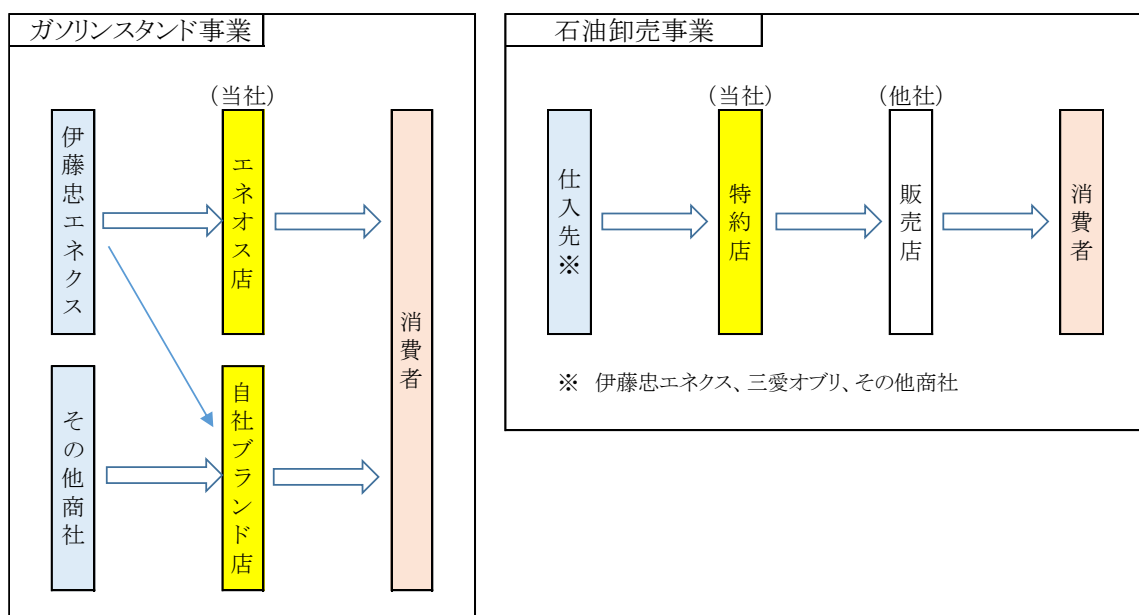 ガソリンスタンド事業
(当社)
伊藤忠エネクス
エネオス店
その他商社
自社ブランド店
消費者
石油卸売事業
(当社)
(他社)
仕入先※
特約店
販売店
消費者
※ 伊藤忠エネクス、三愛オブリ、その他商社